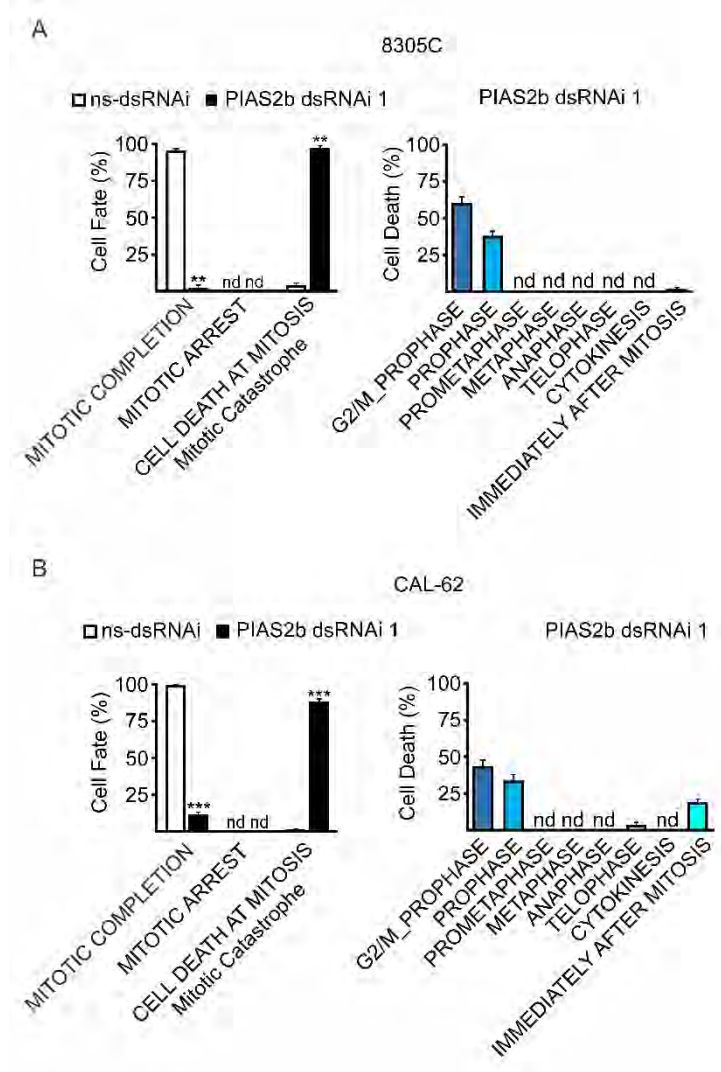 A
8305C
ns-dsRNAi PIAS2b dsRNAi 1
PIAS2b dsRNAi 1
Cell Fate (%)
100
75
50
25
**
nd nd
**
MITOTIC COMPLETION
MITOTIC ARREST
CELL DEATH AT MITOSIS
Mitotic Catastrophe
Cell Death (%)
100
75
50
25
nd nd nd nd nd
G2/M_PROPHASE
PROPHASE
PROMETAPHASE
METAPHASE
ANAPHASE
TELOPHASE
CYTOKINESIS
IMMEDIATELY AFTER MITOSIS
B
CAL-62
ns-dsRNAi PIAS2b dsRNAi 1
PIAS2b dsRNAi 1
Cell Fate (%)
100
75
50
25
***
nd nd
***
MITOTIC COMPLETION
MITOTIC ARREST
CELL DEATH AT MITOSIS
Mitotic Catastrophe
Cell Death (%)
100
75
50
25
nd nd nd nd
G2/M_PROPHASE
PROPHASE
PROMETAPHASE
METAPHASE
ANAPHASE
TELOPHASE
CYTOKINESIS
IMMEDIATELY AFTER MITOSIS